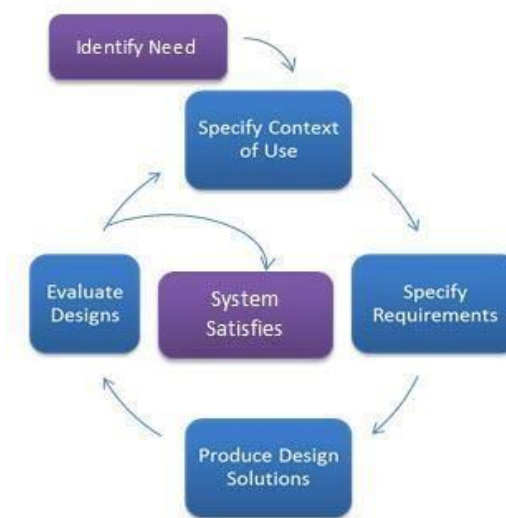 Identify Need
Specify Context
of Use
Evaluate
Designs
System
Satisfies
Specify
Requirements
Produce Design
Solutions